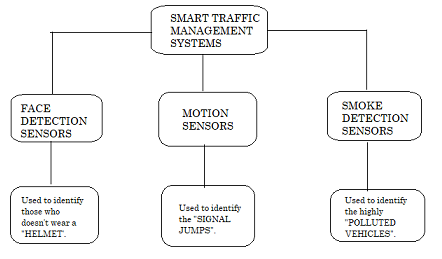 SMART TRAFFIC
MANAGEMENT
SYSTEMS
FACE
DETECTION
SENSORS
MOTION
SENSORS
SMOKE
DETECTION
SENSORS
Used to identify
those who
doesn't wear a
"HELMET'.
Used to identify
the "SIGNAL
JUMPS".
Used to identify
the highly
"POLLUTED
VEHICLES".